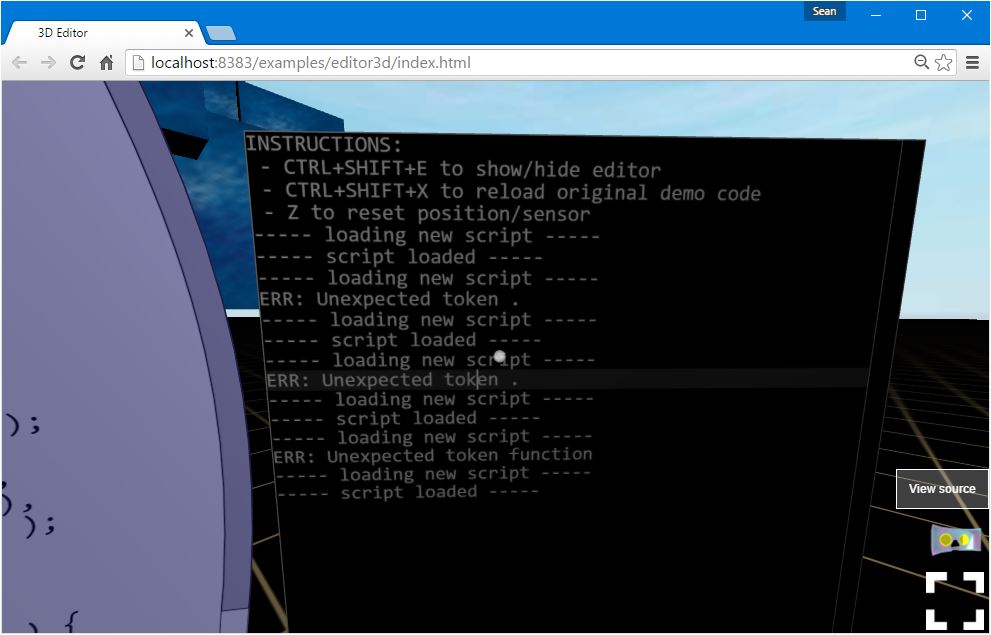 Sean
3D Editor
localhost:8383/examples/editor3d/index.html
INSTRUCTIONS:
- CTRL+SHIFT+E to show/hide editor
- CTRL+SHIFT+X to reload original demo code
- Z to reset position/sensor
----- loading new script -----
----- script loaded -----
----- loading new script -----
ERR: Unexpected token .
----- loading new script -----
----- script loaded -----
----- loading new script -----
ERR: Unexpected token .
----- loading new script -----
----- script loaded -----
----- loading new script -----
ERR: Unexpected token function
----- loading new script -----
----- script loaded -----
);
),
);
) {
View source